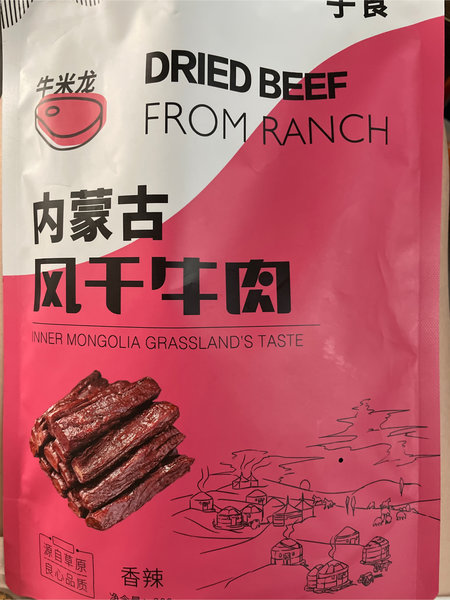 牛米龙
DRIED BEEF
FROM RANCH
内蒙古
风干牛肉
INNER MONGOLIA GRASSLAND'S TASTE
源自草原
良心品质
香辣